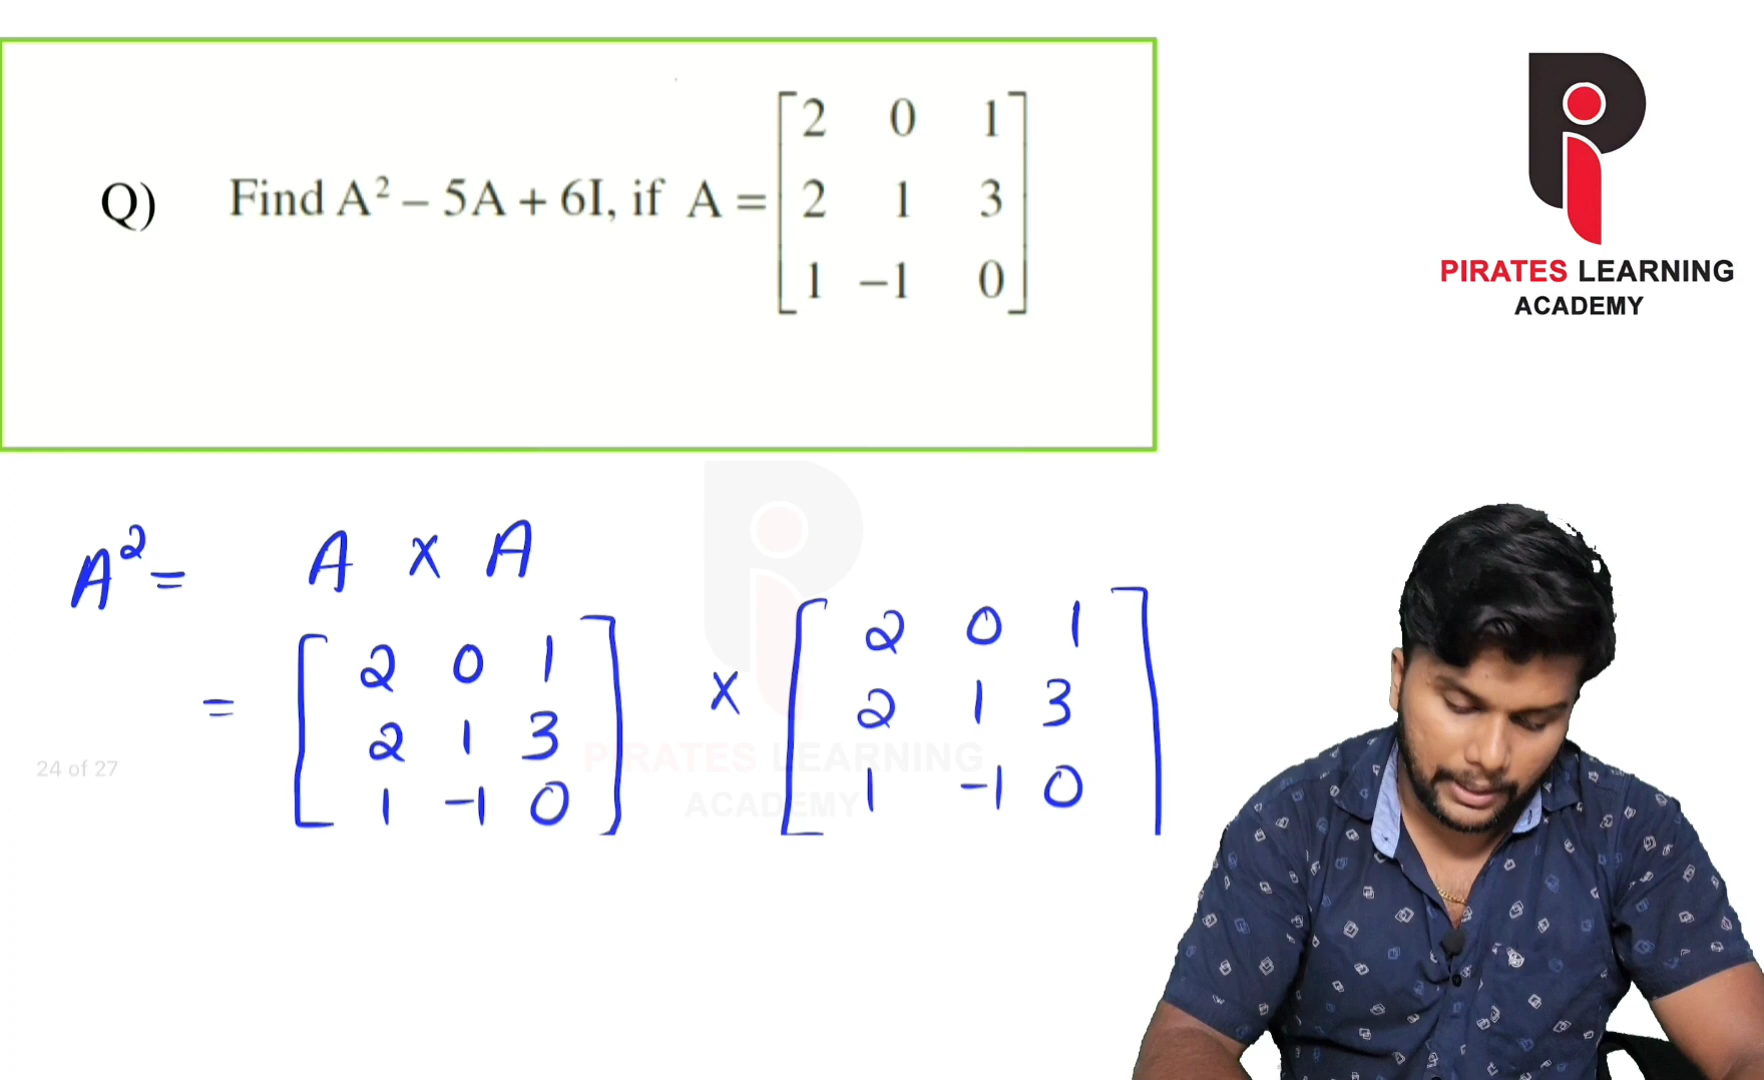 Q) Find A² – 5A + 6I, if A = [2 0 1
2 1 3
1 –1 0]
PIRATES LEARNING
ACADEMY
A² = A × A
= [2 0 1
2 1 3
1 -1 0] × [2 0 1
2 1 3
1 -1 0]
PIRATES LEARNING
ACADEMY
24 of 27